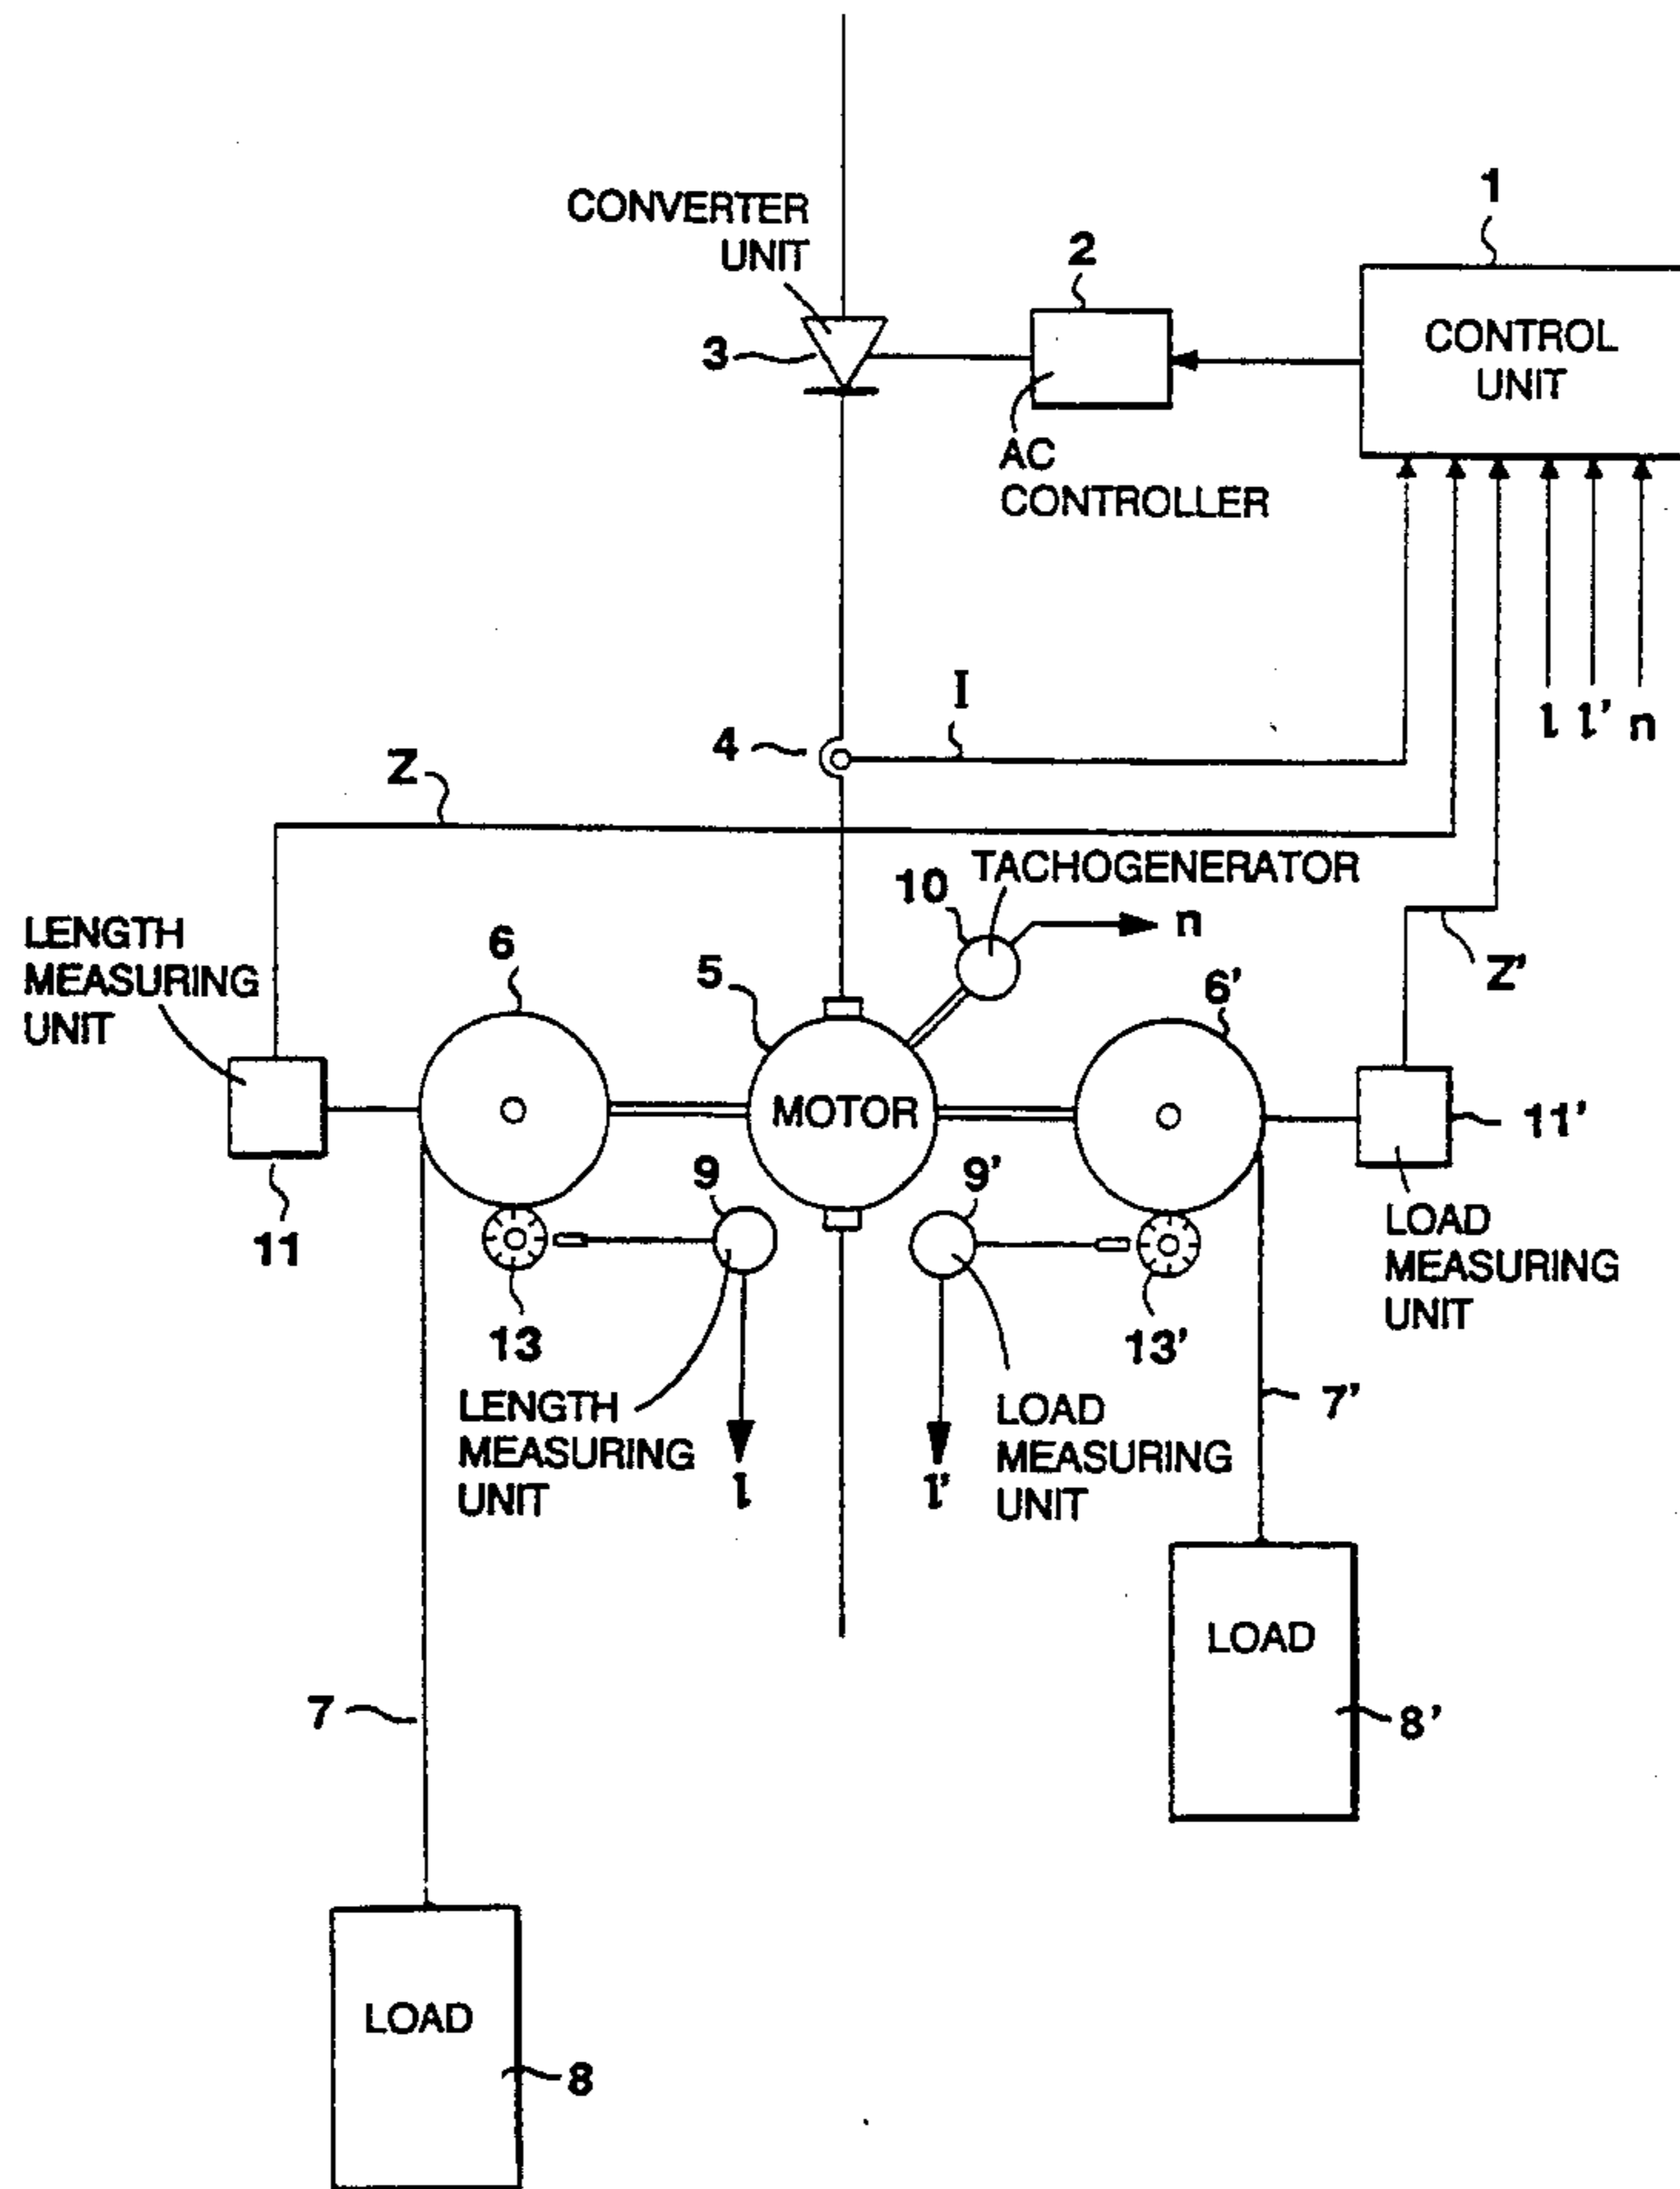 1
CONVERTER
UNIT
2
3
CONTROL
UNIT
AC
CONTROLLER
I
l l' n
4
Z
TACHOGENERATOR
10
n
LENGTH
MEASURING
UNIT
6
5
6'
Z'
MOTOR
11'
9
9'
11
13
13'
LOAD
MEASURING
UNIT
7'
LENGTH
MEASURING
UNIT
l
l'
LOAD
MEASURING
UNIT
LOAD
7
8'
LOAD
8